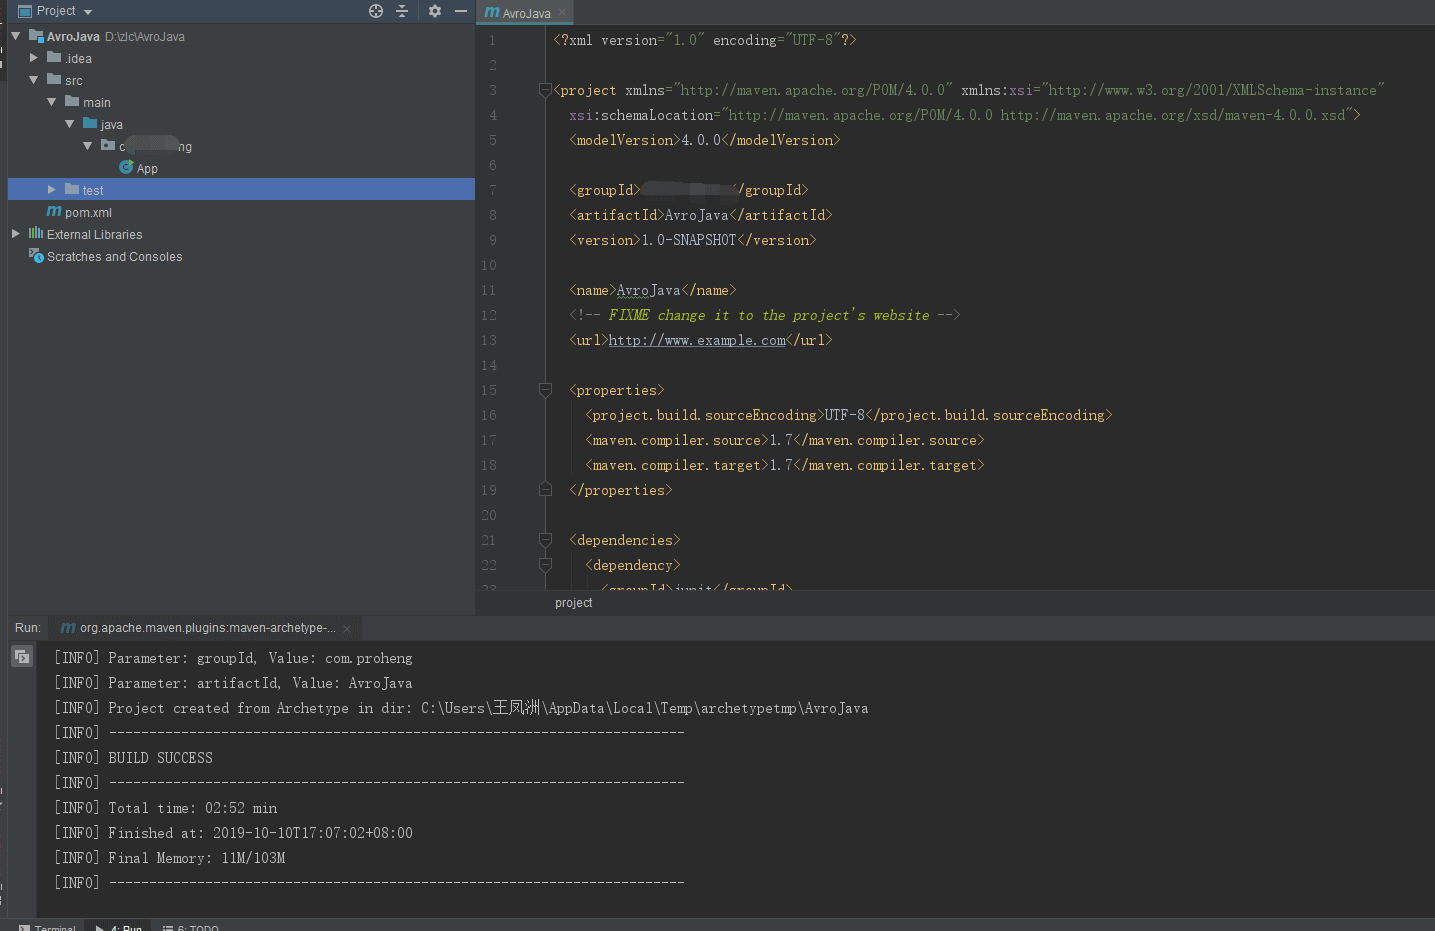 Project
AvroJava D:\zlc\AvroJava
.idea
src
main
java
App
test
pom.xml
External Libraries
Scratches and Consoles
AvroJava
1 <?xml version="1.0" encoding="UTF-8"?>
2
3 <project xmlns="http://maven.apache.org/POM/4.0.0" xmlns:xsi="http://www.w3.org/2001/XMLSchema-instance"
4 xsi:schemaLocation="http://maven.apache.org/POM/4.0.0 http://maven.apache.org/xsd/maven-4.0.0.xsd">
5 <modelVersion>4.0.0</modelVersion>
6
7 <groupId> /groupId>
8 <artifactId>AvroJava</artifactId>
9 <version>1.0-SNAPSHOT</version>
10
11 <name>AvroJava</name>
12 <!-- FIXME change it to the project's website -->
13 <url>http://www.example.com</url>
14
15 <properties>
16 <project.build.sourceEncoding>UTF-8</project.build.sourceEncoding>
17 <maven.compiler.source>1.7</maven.compiler.source>
18 <maven.compiler.target>1.7</maven.compiler.target>
19 </properties>
20
21 <dependencies>
22 <dependency>
23 <groupId>junit</groupId>
project
Run: org.apache.maven.plugins:maven-archetype-...
[INFO] Parameter: groupId, Value: com.proheng
[INFO] Parameter: artifactId, Value: AvroJava
[INFO] Project created from Archetype in dir: C:\Users\王凤洲\AppData\Local\Temp\archetypetmp\AvroJava
[INFO] ------------------------------------------------------------------------
[INFO] BUILD SUCCESS
[INFO] ------------------------------------------------------------------------
[INFO] Total time: 02:52 min
[INFO] Finished at: 2019-10-10T17:07:02+08:00
[INFO] Final Memory: 11M/103M
[INFO] ------------------------------------------------------------------------
Terminal 4: Run 6: TODO